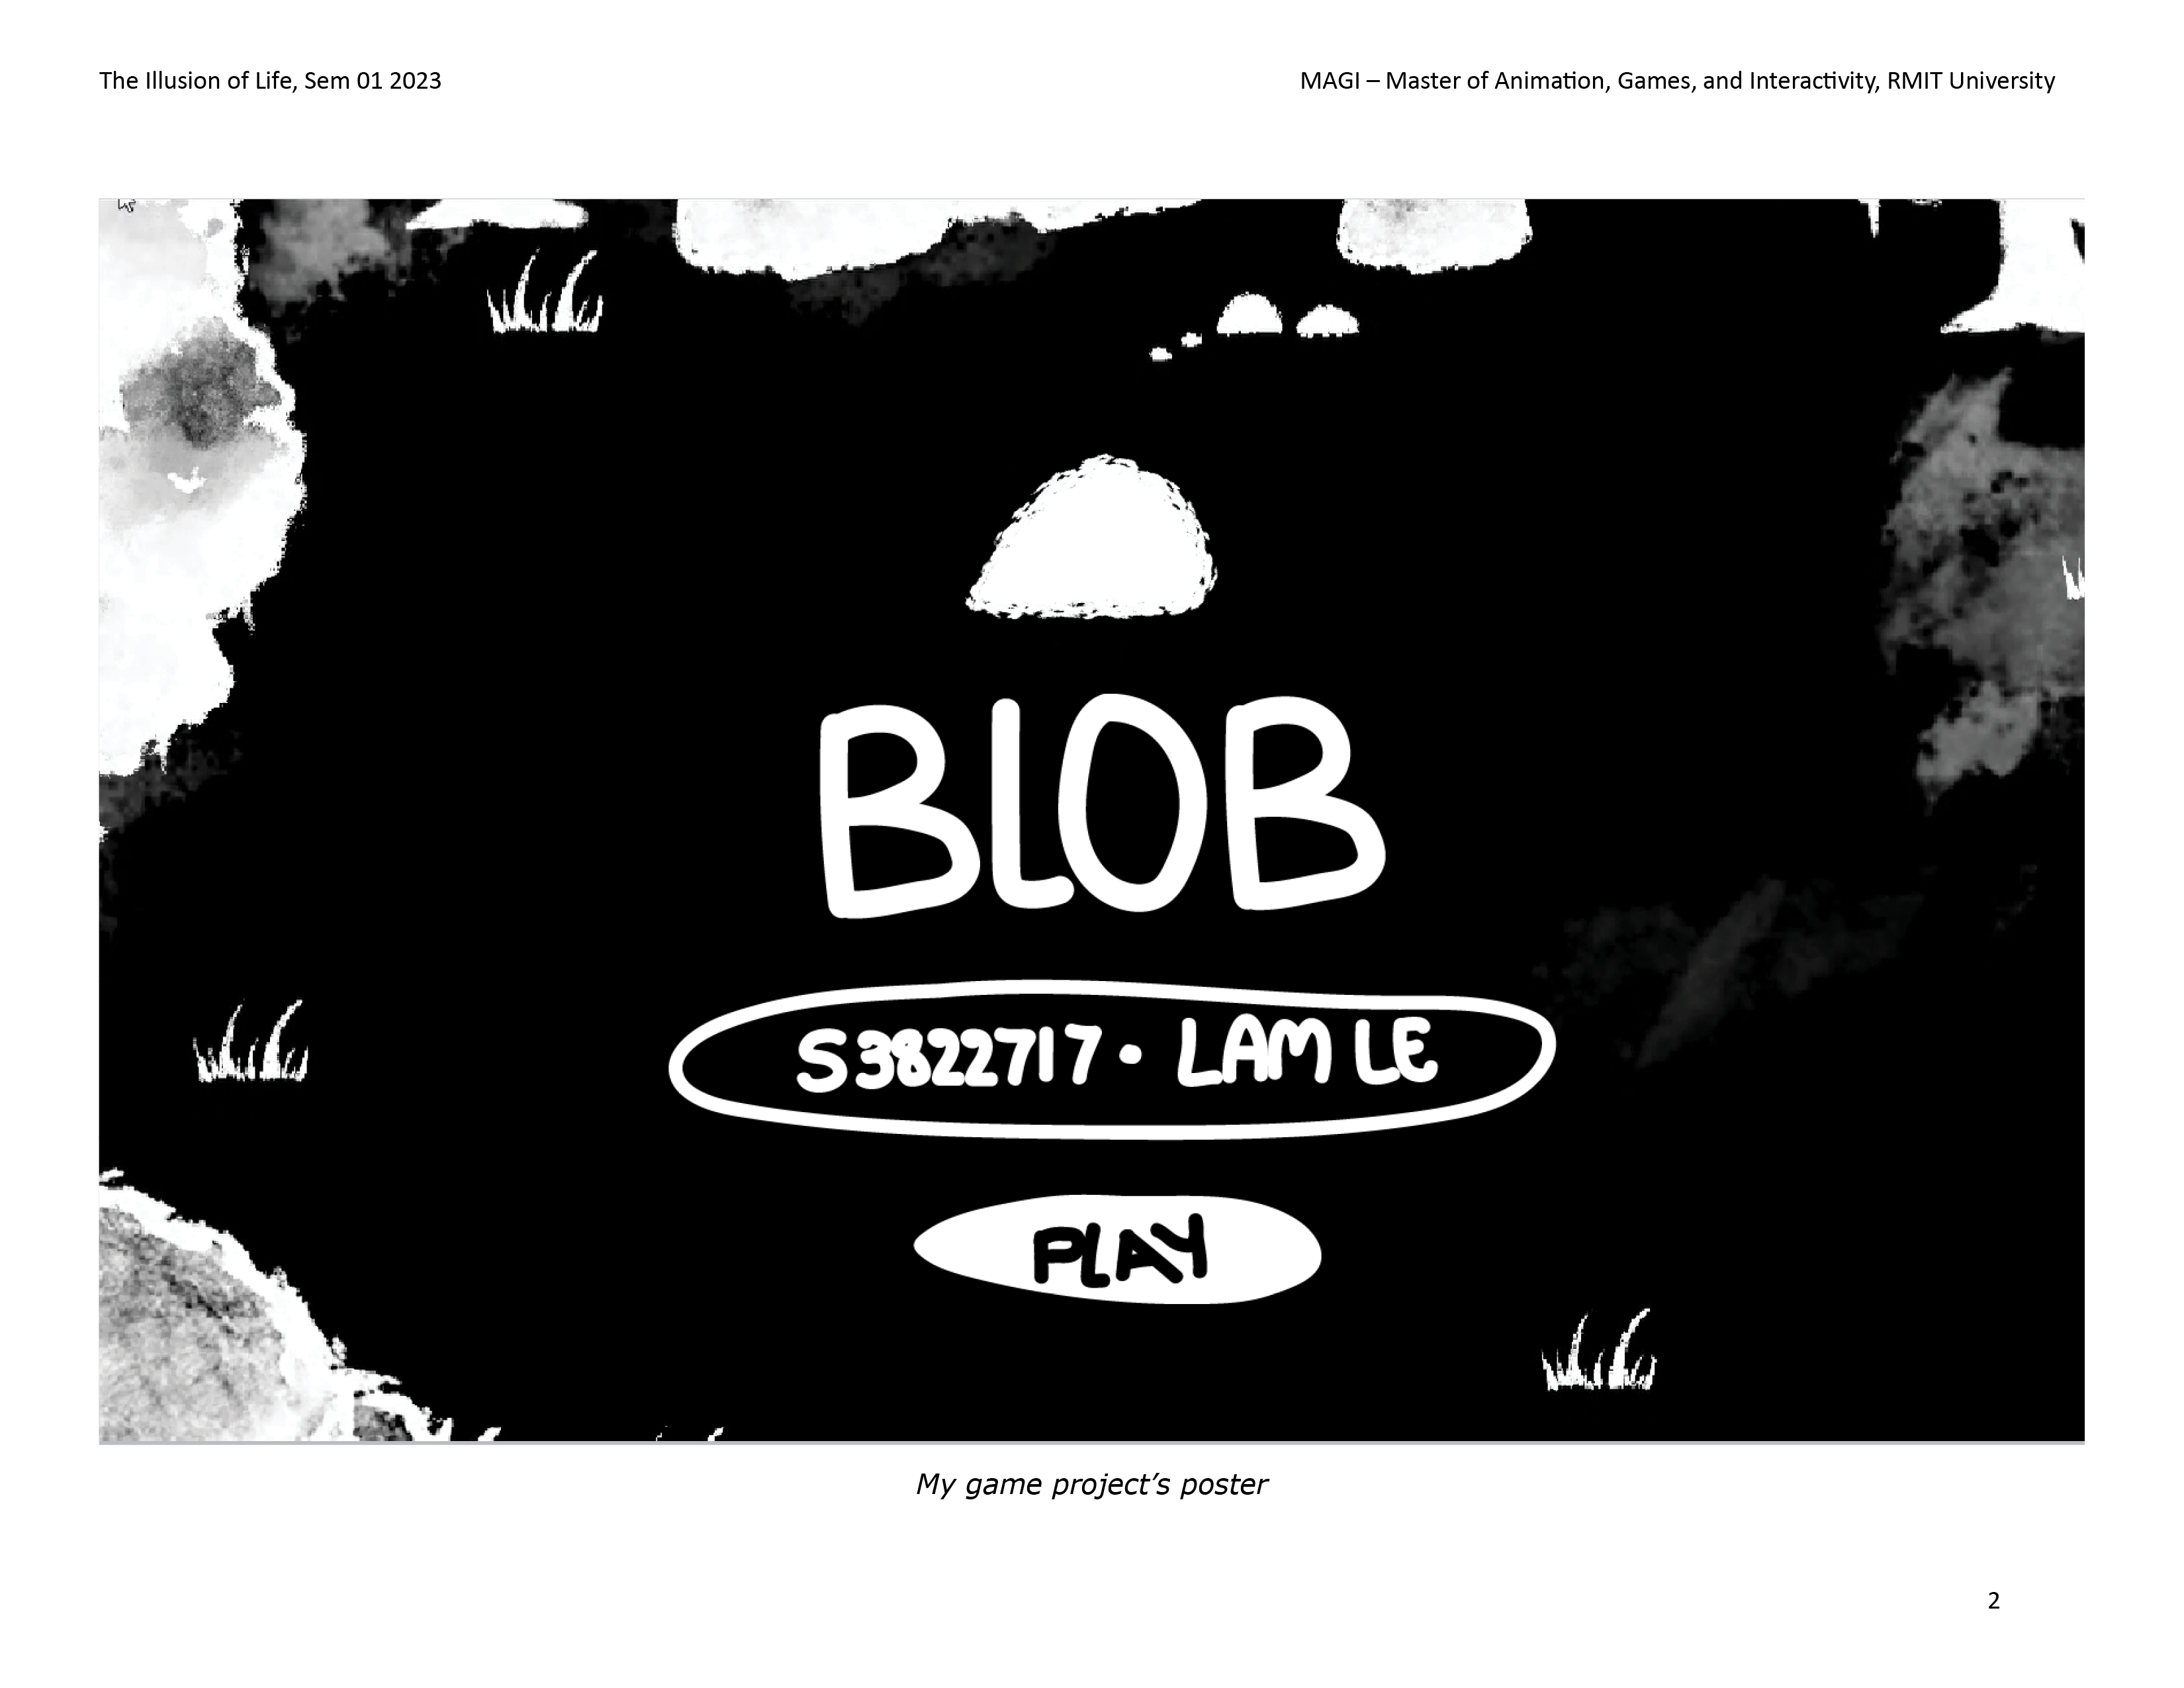 The Illusion of Life, Sem 01 2023
MAGI – Master of Animation, Games, and Interactivity, RMIT University
BLOB
S3822717 • LAM LE
PLAY
My game project’s poster
2